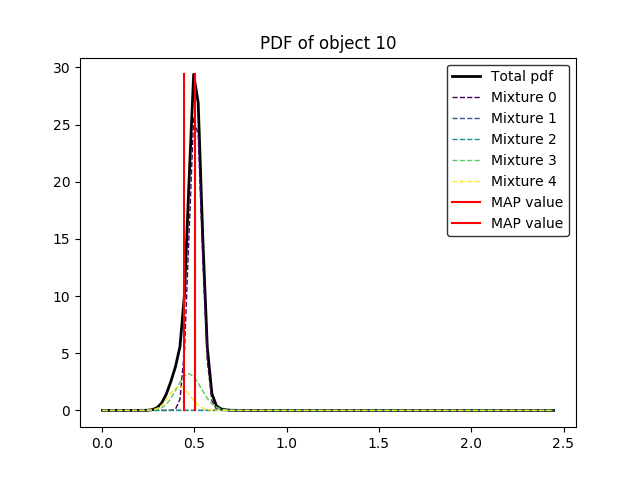 PDF of object 10
30
25
20
15
10
5
0
0.0 0.5 1.0 1.5 2.0 2.5
Total pdf
Mixture 0
Mixture 1
Mixture 2
Mixture 3
Mixture 4
MAP value
MAP value